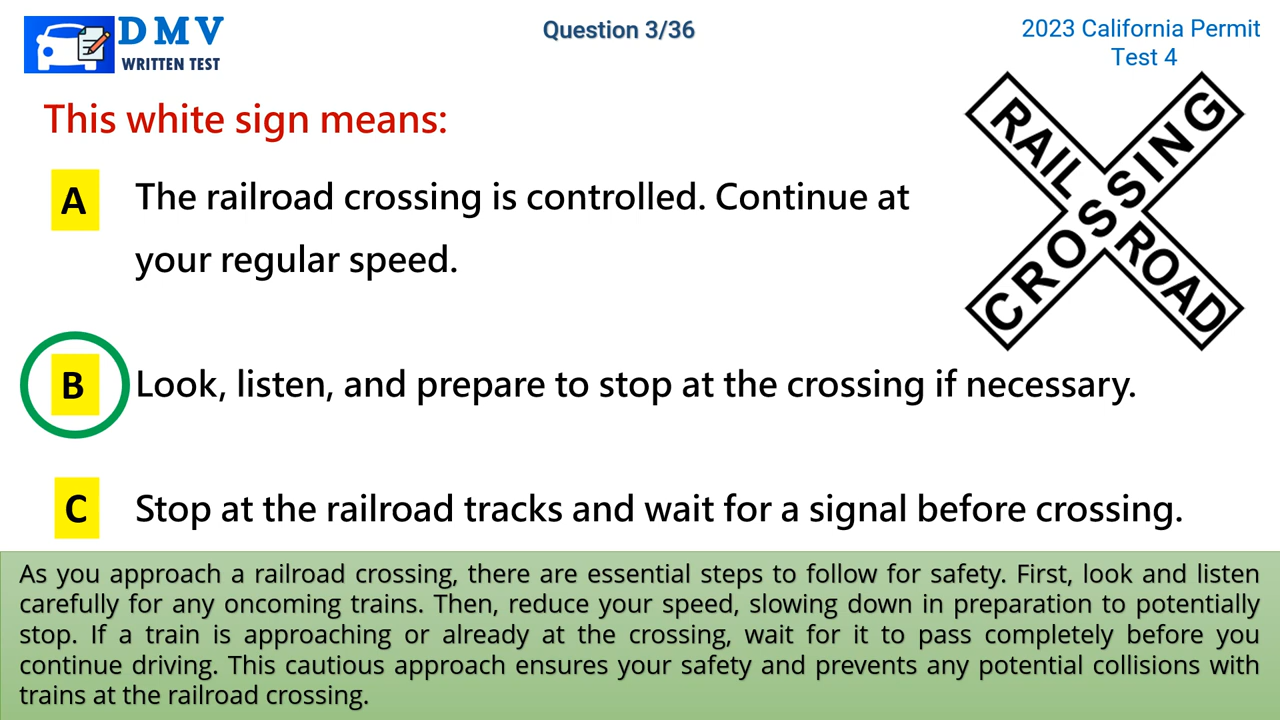 DMV
WRITTEN TEST
Question 3/36
2023 California Permit
Test 4
This white sign means:
RAIL ROAD
CROSSING
A
The railroad crossing is controlled. Continue at
your regular speed.
B
Look, listen, and prepare to stop at the crossing if necessary.
C
Stop at the railroad tracks and wait for a signal before crossing.
As you approach a railroad crossing, there are essential steps to follow for safety. First, look and listen
carefully for any oncoming trains. Then, reduce your speed, slowing down in preparation to potentially
stop. If a train is approaching or already at the crossing, wait for it to pass completely before you
continue driving. This cautious approach ensures your safety and prevents any potential collisions with
trains at the railroad crossing.